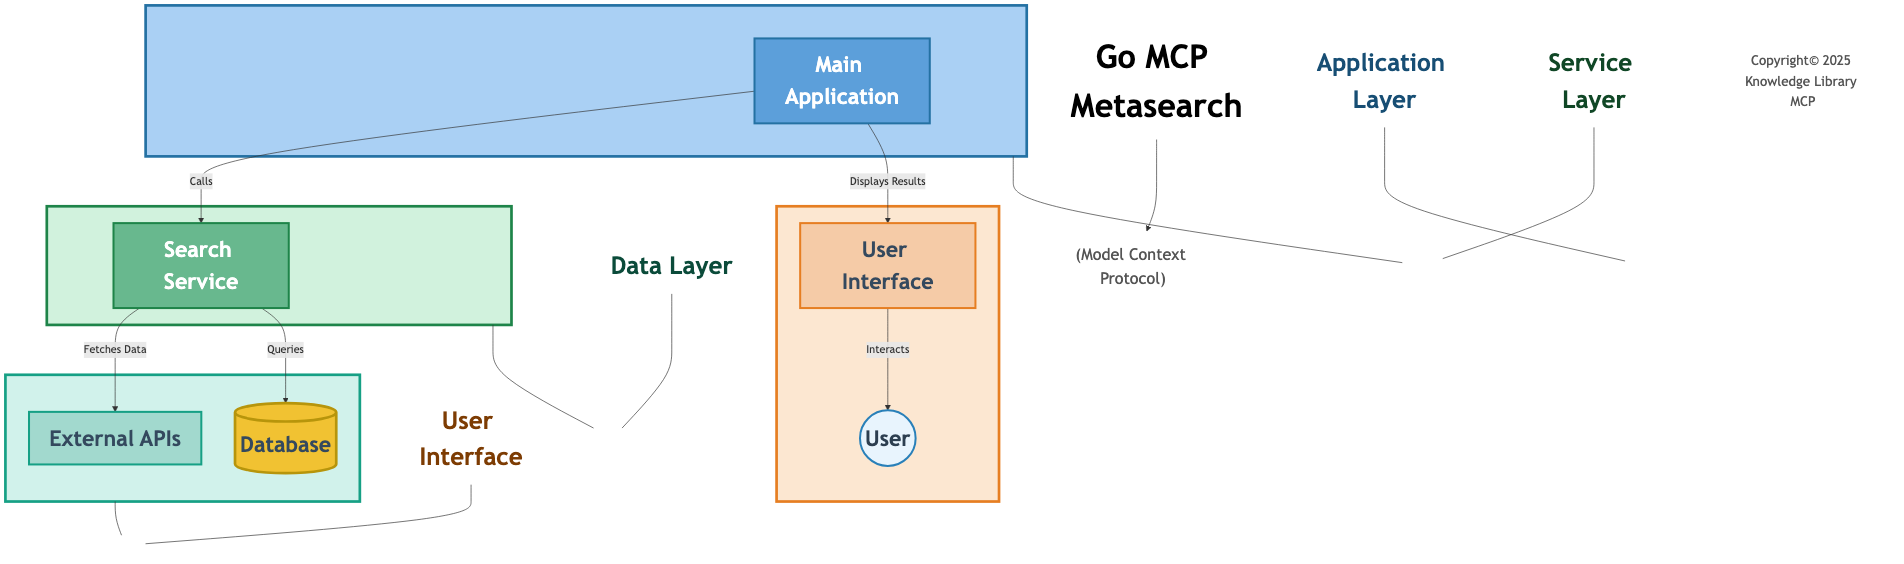 Main
Application
Go MCP
Metasearch
Application
Layer
Service
Layer
Copyright© 2025
Knowledge Library
MCP
Calls
Displays Results
Search
Service
Data Layer
User
Interface
(Model Context
Protocol)
Fetches Data
Queries
Interacts
External APIs
Database
User
Interface
User